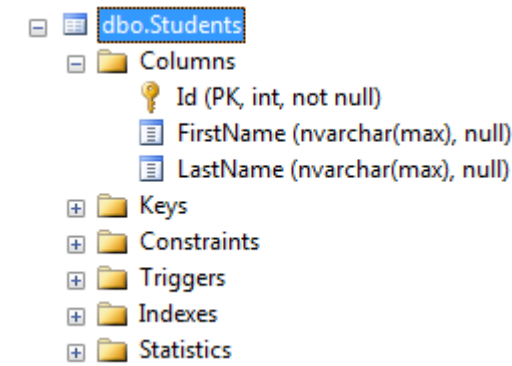 dbo.Students
Columns
Id (PK, int, not null)
FirstName (nvarchar(max), null)
LastName (nvarchar(max), null)
Keys
Constraints
Triggers
Indexes
Statistics